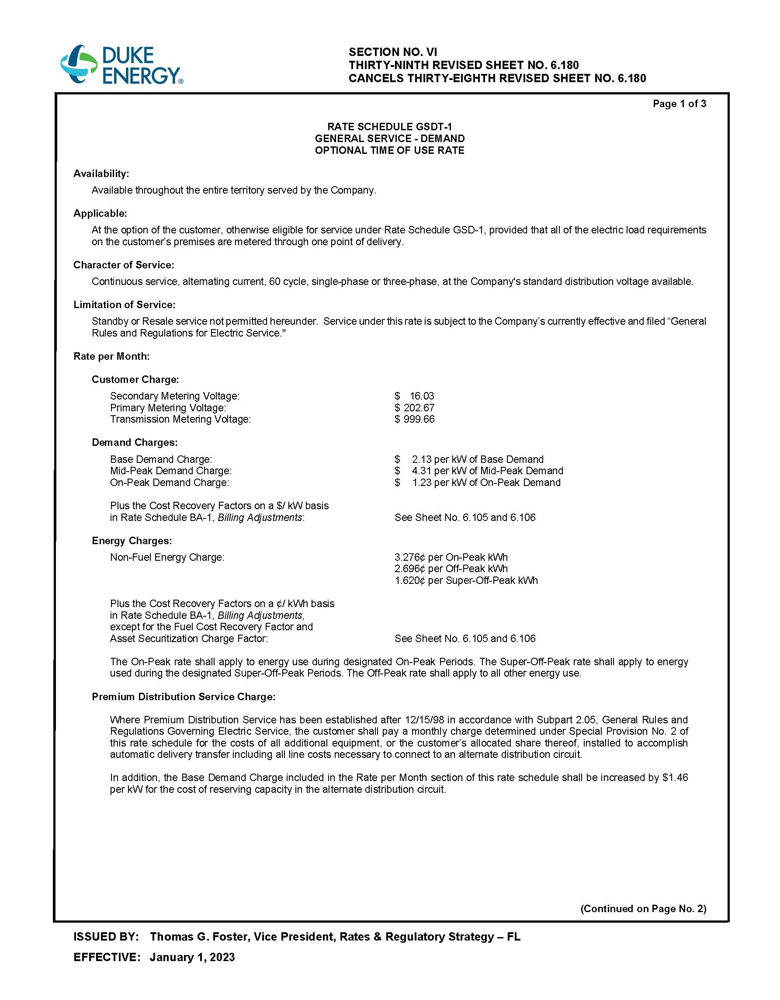 DUKE
ENERGY®
SECTION NO. VI
THIRTY-NINTH REVISED SHEET NO. 6.180
CANCELS THIRTY-EIGHTH REVISED SHEET NO. 6.180
Page 1 of 3
RATE SCHEDULE GSDT-1
GENERAL SERVICE - DEMAND
OPTIONAL TIME OF USE RATE
Availability:
Available throughout the entire territory served by the Company.
Applicable:
At the option of the customer, otherwise eligible for service under Rate Schedule GSD-1, provided that all of the electric load requirements
on the customer’s premises are metered through one point of delivery.
Character of Service:
Continuous service, alternating current, 60 cycle, single-phase or three-phase, at the Company's standard distribution voltage available.
Limitation of Service:
Standby or Resale service not permitted hereunder. Service under this rate is subject to the Company’s currently effective and filed “General
Rules and Regulations for Electric Service."
Rate per Month:
Customer Charge:
Secondary Metering Voltage: $ 16.03
Primary Metering Voltage: $ 202.67
Transmission Metering Voltage: $ 999.66
Demand Charges:
Base Demand Charge: $ 2.13 per kW of Base Demand
Mid-Peak Demand Charge: $ 4.31 per kW of Mid-Peak Demand
On-Peak Demand Charge: $ 1.23 per kW of On-Peak Demand
Plus the Cost Recovery Factors on a $/ kW basis
in Rate Schedule BA-1, Billing Adjustments: See Sheet No. 6.105 and 6.106
Energy Charges:
Non-Fuel Energy Charge: 3.276¢ per On-Peak kWh
2.696¢ per Off-Peak kWh
1.620¢ per Super-Off-Peak kWh
Plus the Cost Recovery Factors on a ¢/ kWh basis
in Rate Schedule BA-1, Billing Adjustments,
except for the Fuel Cost Recovery Factor and
Asset Securitization Charge Factor: See Sheet No. 6.105 and 6.106
The On-Peak rate shall apply to energy use during designated On-Peak Periods. The Super-Off-Peak rate shall apply to energy
used during the designated Super-Off-Peak Periods. The Off-Peak rate shall apply to all other energy use.
Premium Distribution Service Charge:
Where Premium Distribution Service has been established after 12/15/98 in accordance with Subpart 2.05, General Rules and
Regulations Governing Electric Service, the customer shall pay a monthly charge determined under Special Provision No. 2 of
this rate schedule for the costs of all additional equipment, or the customer’s allocated share thereof, installed to accomplish
automatic delivery transfer including all line costs necessary to connect to an alternate distribution circuit.
In addition, the Base Demand Charge included in the Rate per Month section of this rate schedule shall be increased by $1.46
per kW for the cost of reserving capacity in the alternate distribution circuit.
(Continued on Page No. 2)
ISSUED BY: Thomas G. Foster, Vice President, Rates & Regulatory Strategy – FL
EFFECTIVE: January 1, 2023